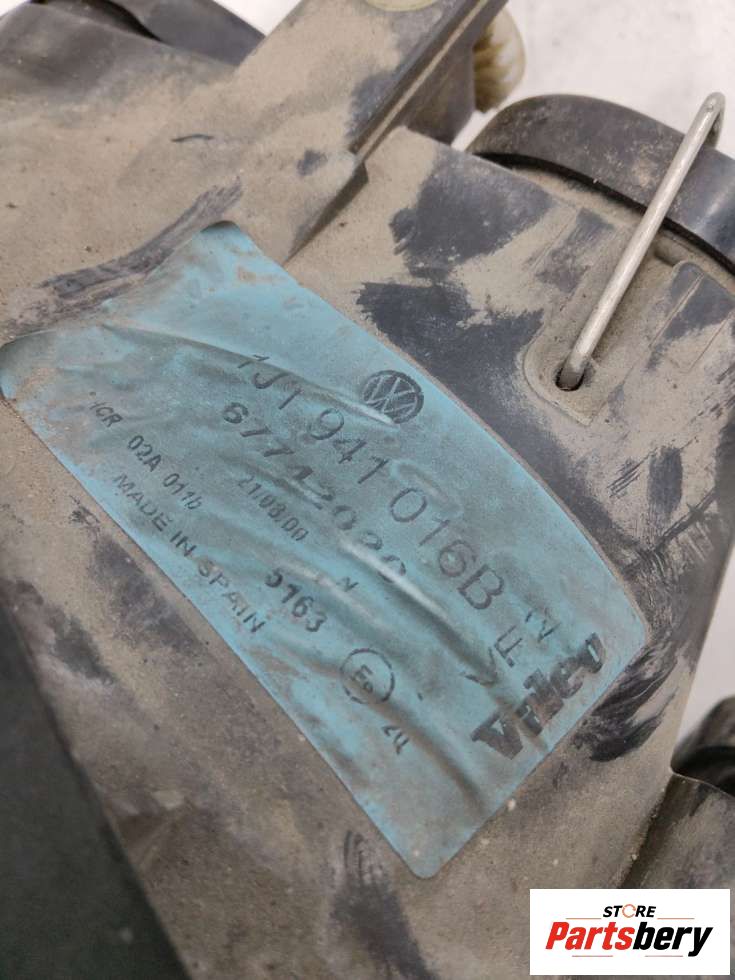 1J1 941 016B
67712020
HCR 02A 011b 21.08.00
MADE IN SPAIN 5163
Valeo
STORE
Partsbery